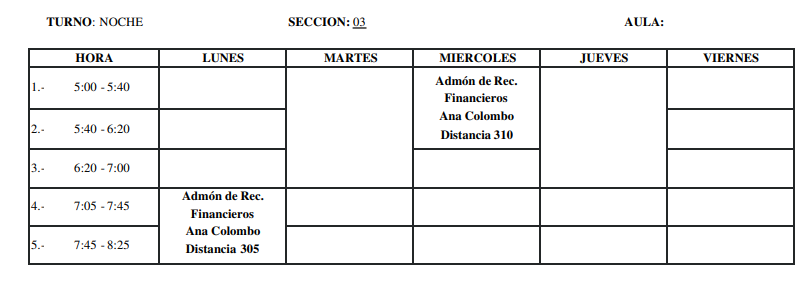 TURNO: NOCHE SECCION: 03 AULA:
HORA LUNES MARTES MIERCOLES JUEVES VIERNES
1.- 5:00 - 5:40
Admón de Rec.
Financieros
Ana Colombo
Distancia 310
2.- 5:40 - 6:20
3.- 6:20 - 7:00
4.- 7:05 - 7:45
Admón de Rec.
Financieros
Ana Colombo
Distancia 305
5.- 7:45 - 8:25